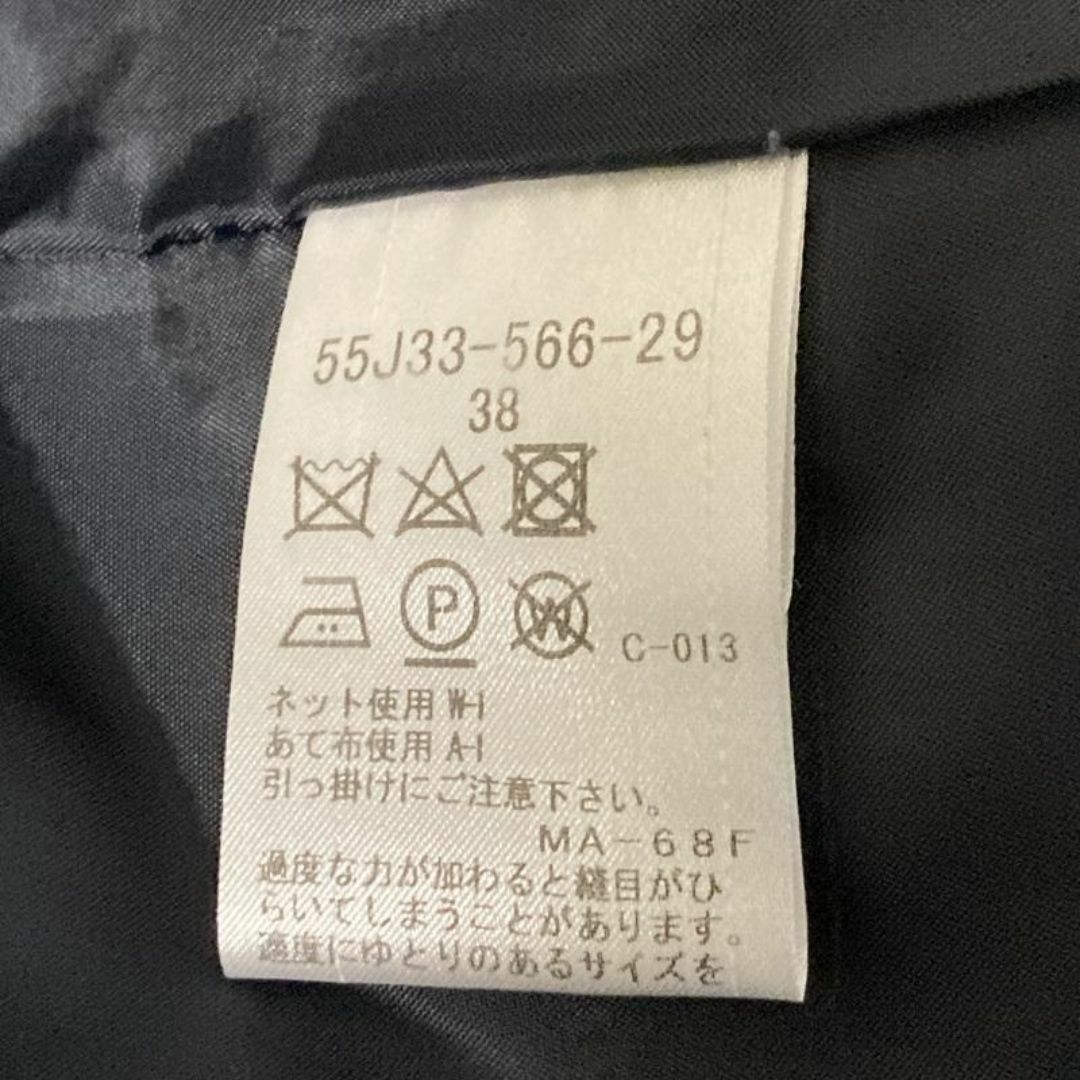 55J33-566-29
38
P
W
C-013
ネット使用 W-I
あて布使用 A-I
引っ掛けにご注意下さい。
MA-68F
過度な力が加わると縫目がひ
らいてしまうことがあります。
適度にゆとりのあるサイズを